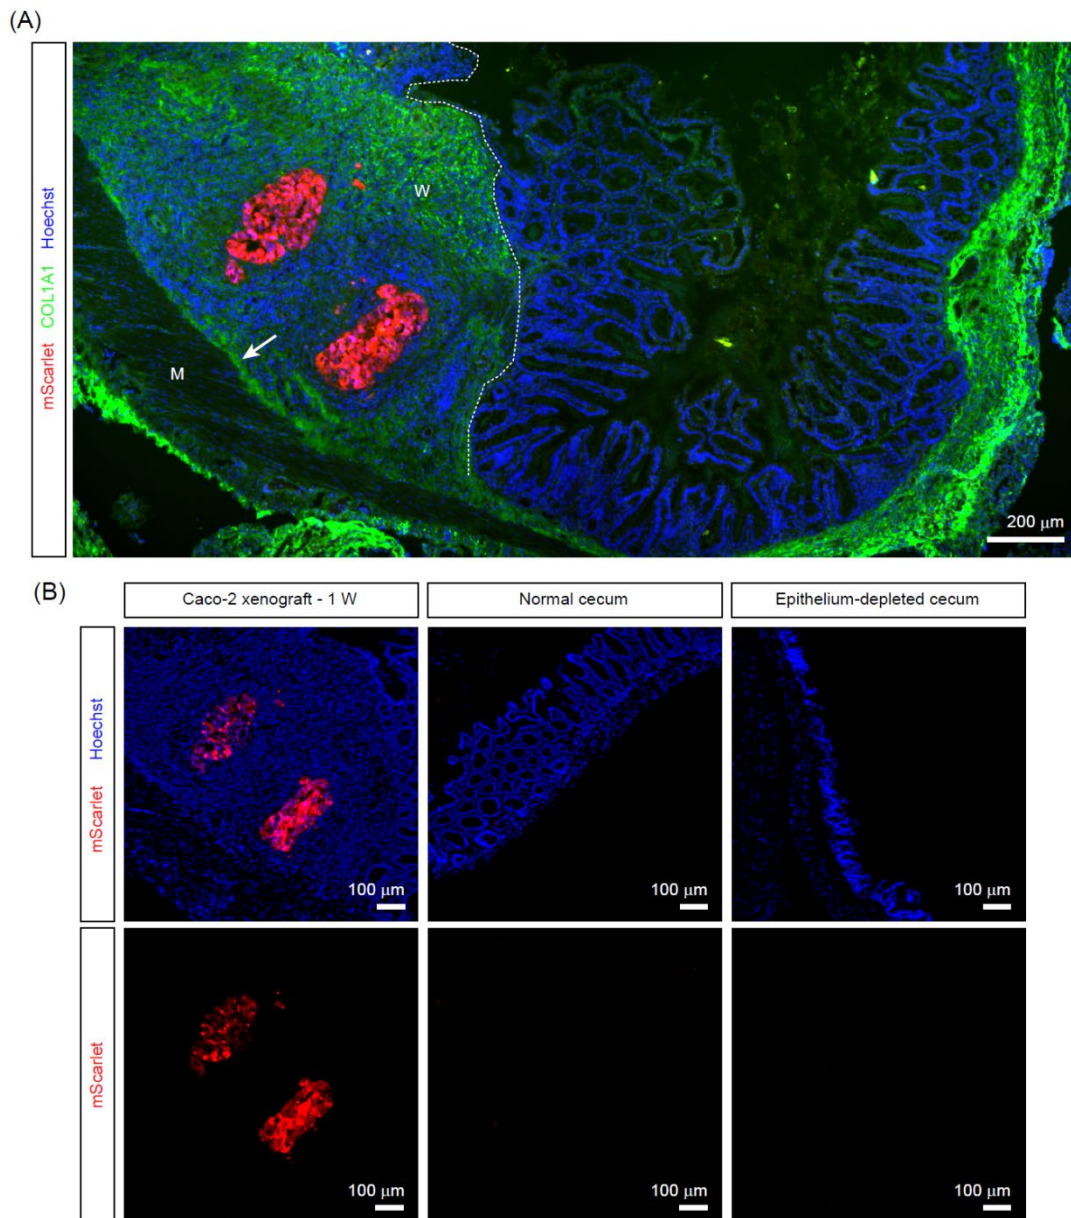 (A)
mScarlet COL1A1 Hoechst
W
M
200 μm
(B)
Caco-2 xenograft - 1 W
Normal cecum
Epithelium-depleted cecum
mScarlet Hoechst
100 μm
100 μm
100 μm
mScarlet
100 μm
100 μm
100 μm